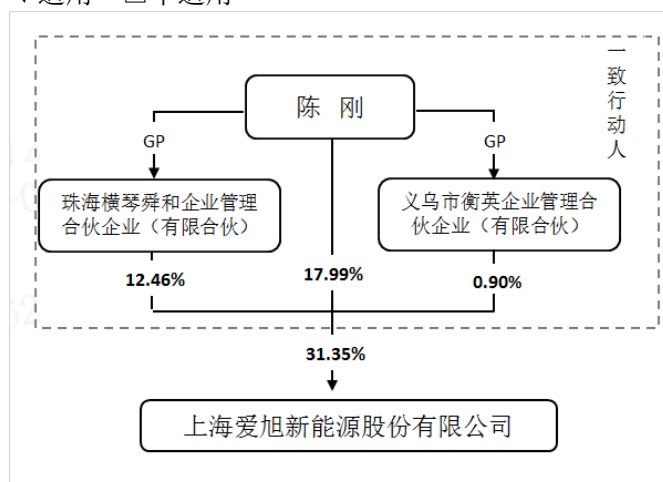 陈 刚
一致行动人
GP
GP
珠海横琴舜和企业管理
合伙企业（有限合伙）
义乌市衡英企业管理合
伙企业（有限合伙）
12.46%
17.99%
0.90%
31.35%
上海爱旭新能源股份有限公司